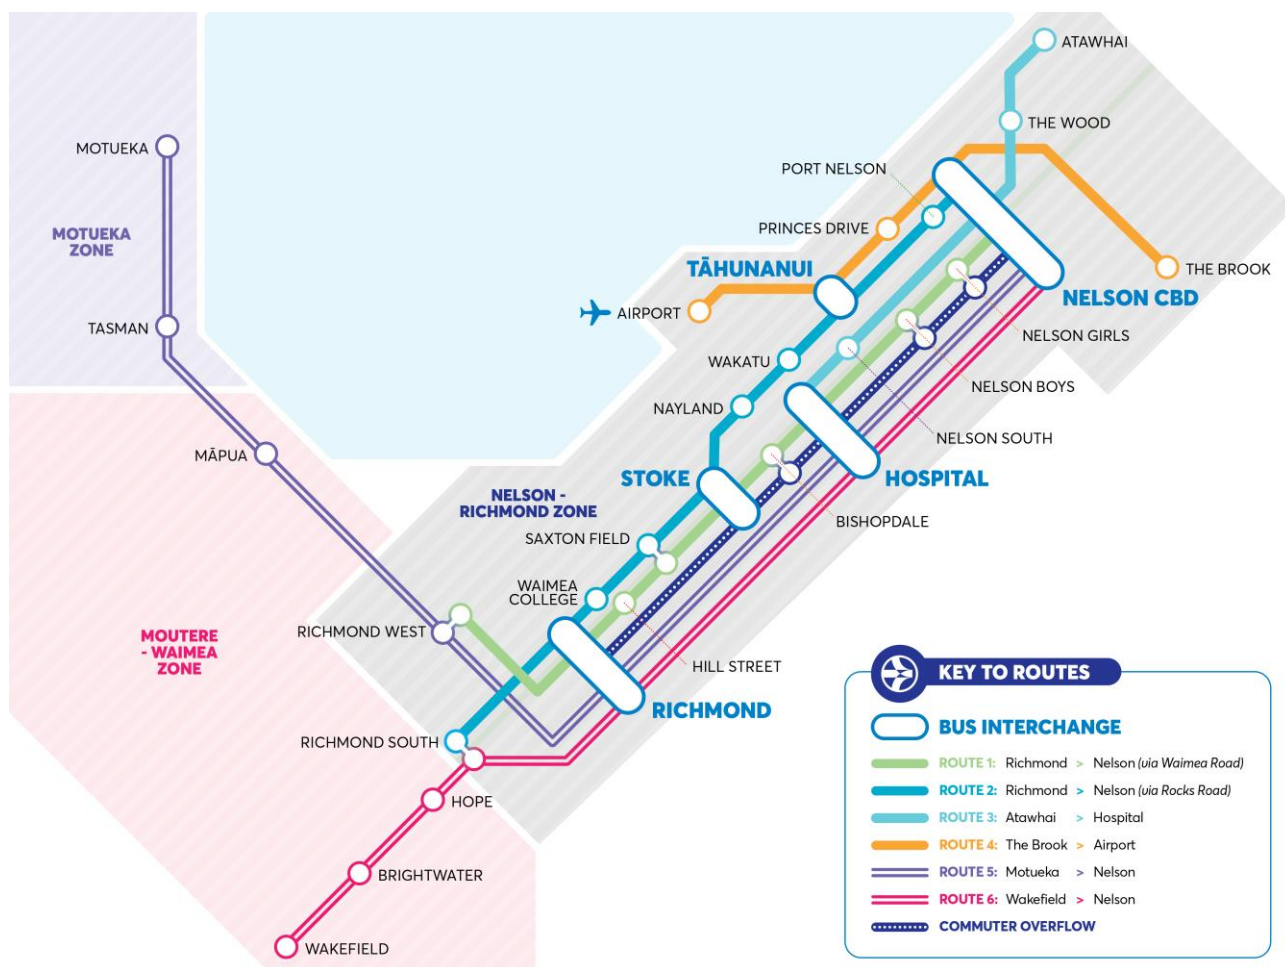 ATAWHAI
THE WOOD
MOTUEKA
PORT NELSON
PRINCES DRIVE
MOTUEKA
ZONE
TĀHUNANUI
THE BROOK
NELSON CBD
AIRPORT
TASMAN
NELSON GIRLS
WAKATU
NELSON BOYS
NAYLAND
NELSON SOUTH
MĀPUA
STOKE
HOSPITAL
NELSON -
RICHMOND ZONE
BISHOPDALE
SAXTON FIELD
WAIMEA
COLLEGE
RICHMOND WEST
MOUTERE
- WAIMEA
ZONE
HILL STREET
RICHMOND
RICHMOND SOUTH
HOPE
BRIGHTWATER
WAKEFIELD
KEY TO ROUTES
BUS INTERCHANGE
ROUTE 1: Richmond > Nelson (via Waimea Road)
ROUTE 2: Richmond > Nelson (via Rocks Road)
ROUTE 3: Atawhai > Hospital
ROUTE 4: The Brook > Airport
ROUTE 5: Motueka > Nelson
ROUTE 6: Wakefield > Nelson
COMMUTER OVERFLOW